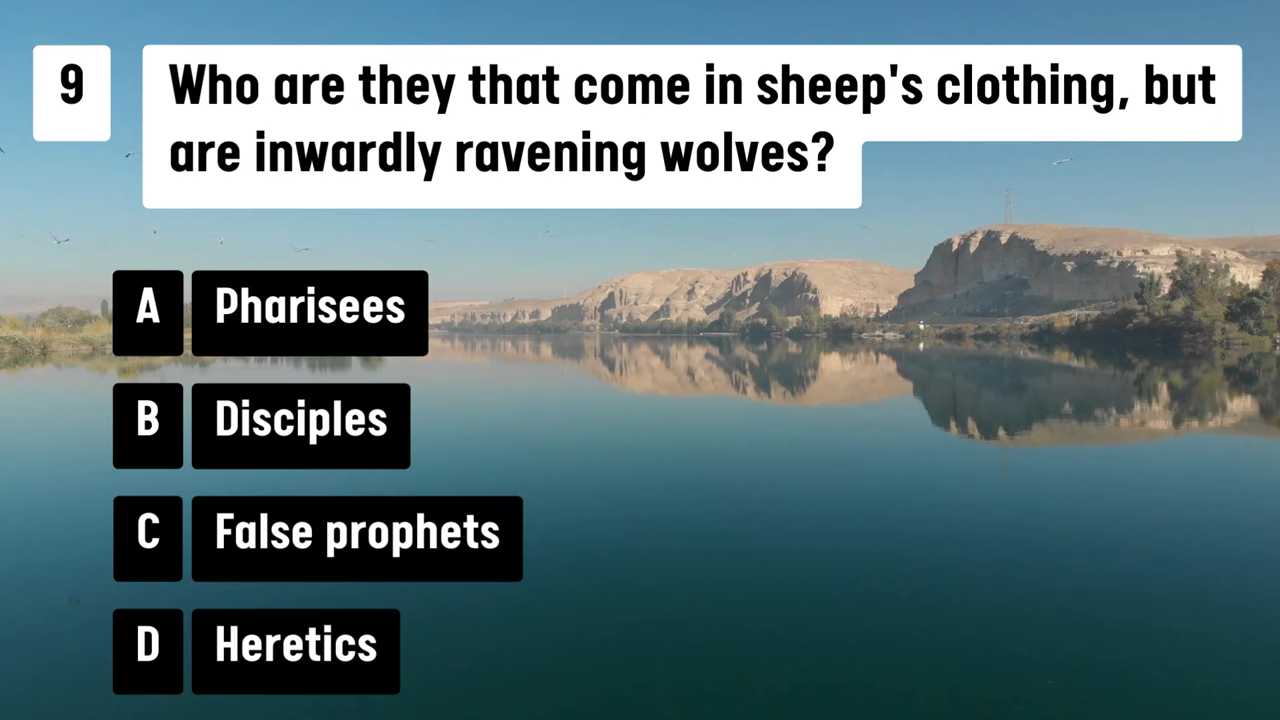 9
Who are they that come in sheep's clothing, but
are inwardly ravening wolves?
A Pharisees
B Disciples
C False prophets
D Heretics